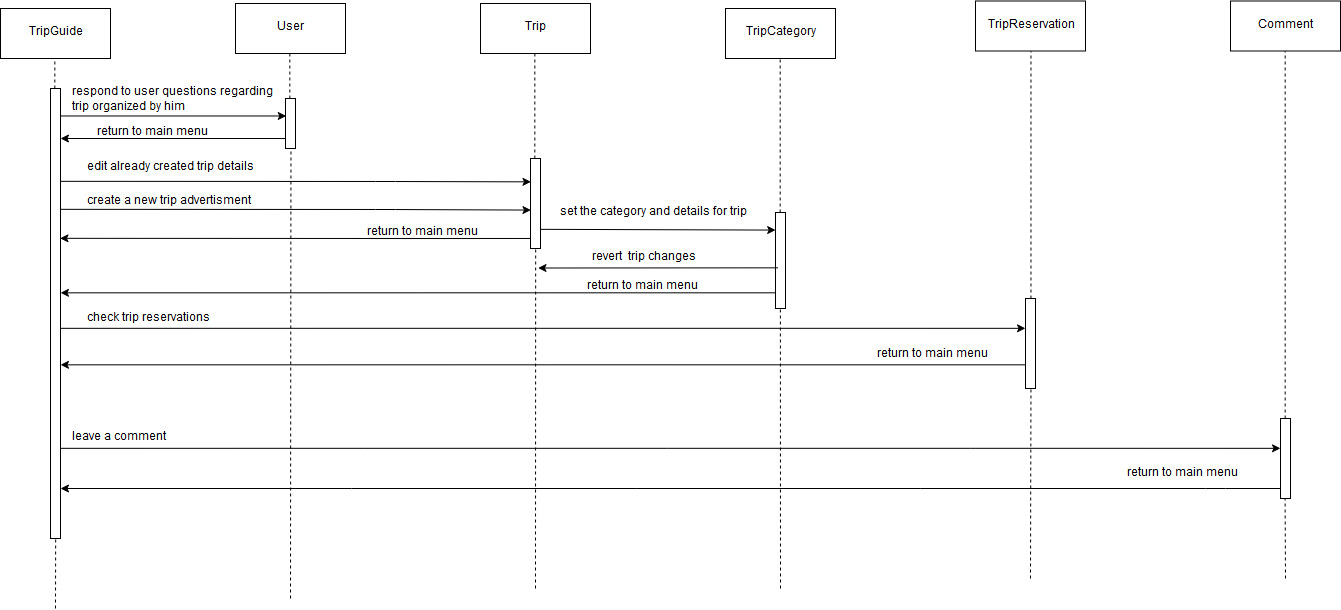 TripGuide
User
Trip
TripCategory
TripReservation
Comment
respond to user questions regarding
trip organized by him
return to main menu
edit already created trip details
create a new trip advertisment
set the category and details for trip
return to main menu
revert trip changes
return to main menu
check trip reservations
return to main menu
leave a comment
return to main menu